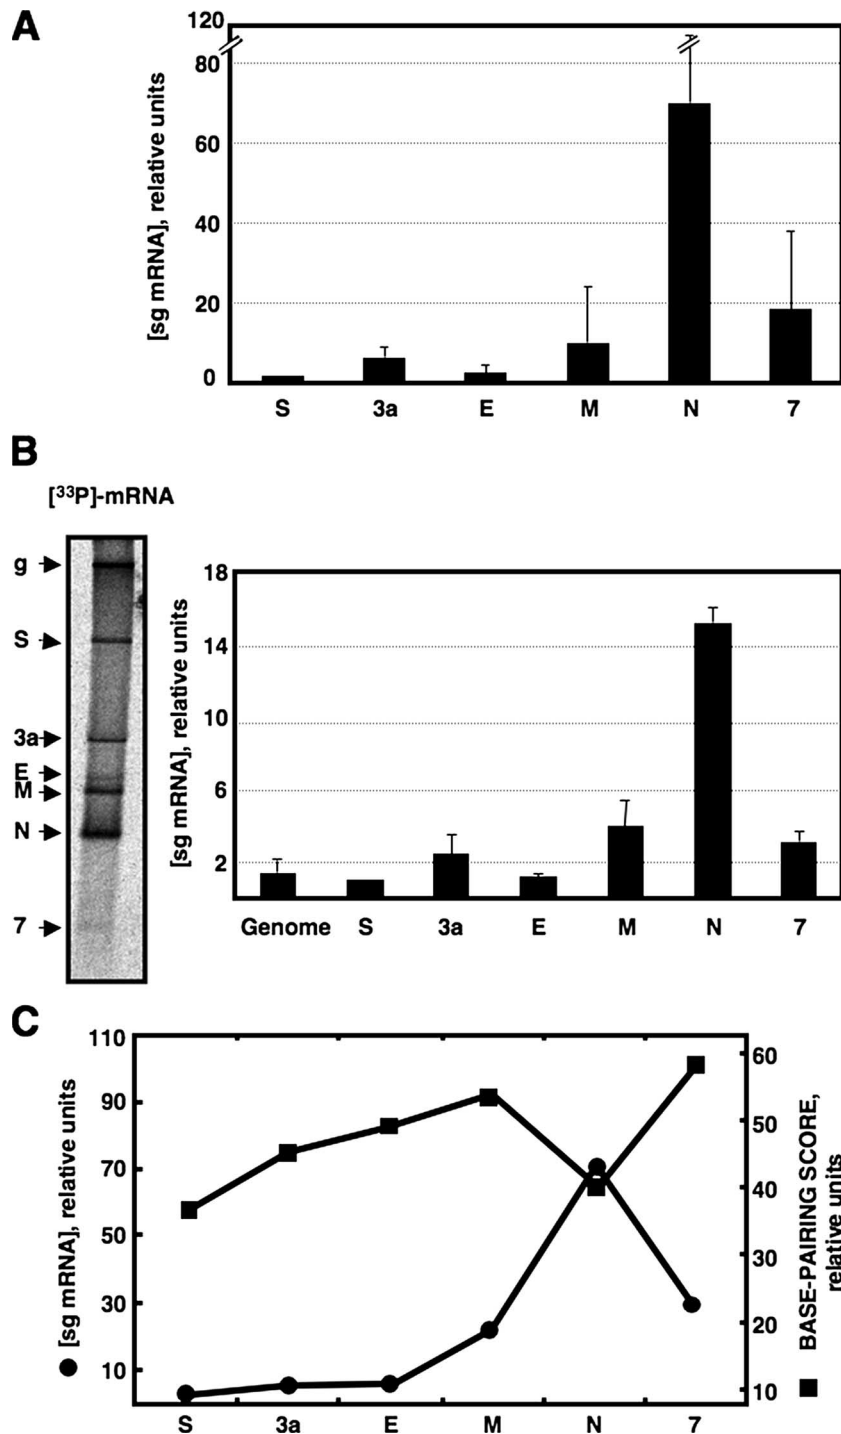 A
[sg mRNA], relative units
120
80
60
40
20
0
S 3a E M N 7
B
[³³P]-mRNA
g
S
3a
E
M
N
7
[sg mRNA], relative units
18
14
10
6
2
Genome S 3a E M N 7
C
● [sg mRNA], relative units
110
90
70
50
30
10
60
50
40
30
20
10
■ BASE-PAIRING SCORE,
relative units
S 3a E M N 7